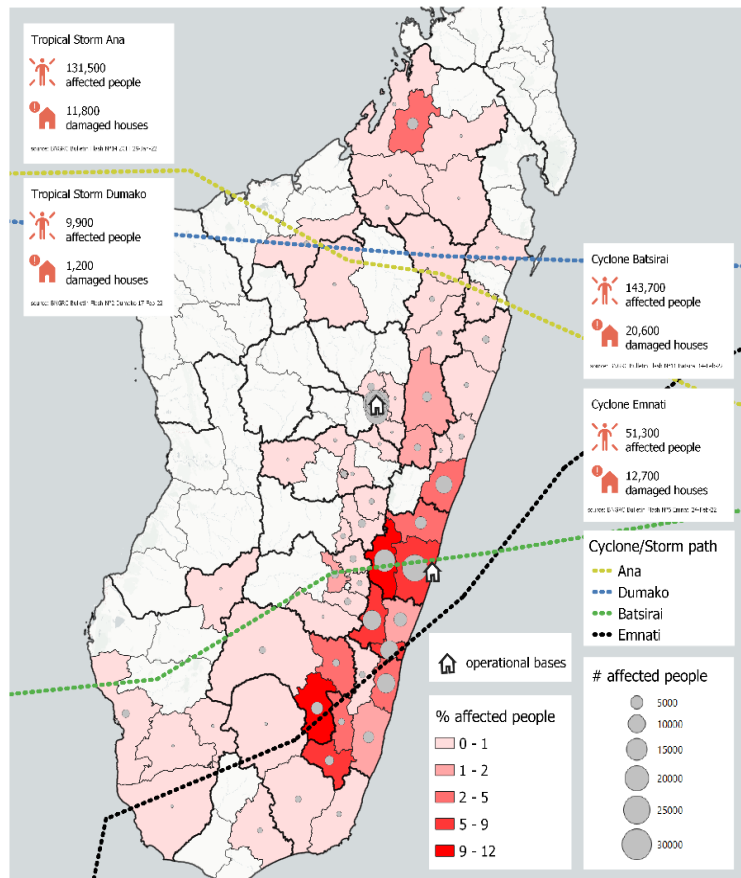 Tropical Storm Ana
131,500
affected people
11,800
damaged houses
Tropical Storm Dumako
9,900
affected people
1,200
damaged houses
Cyclone Batsirai
143,700
affected people
20,600
damaged houses
Cyclone Emnati
51,300
affected people
12,700
damaged houses
Cyclone/Storm path
Ana
Dumako
Batsirai
Emnati
operational bases
% affected people
0 - 1
1 - 2
2 - 5
5 - 9
9 - 12
# affected people
5000
10000
15000
20000
25000
30000